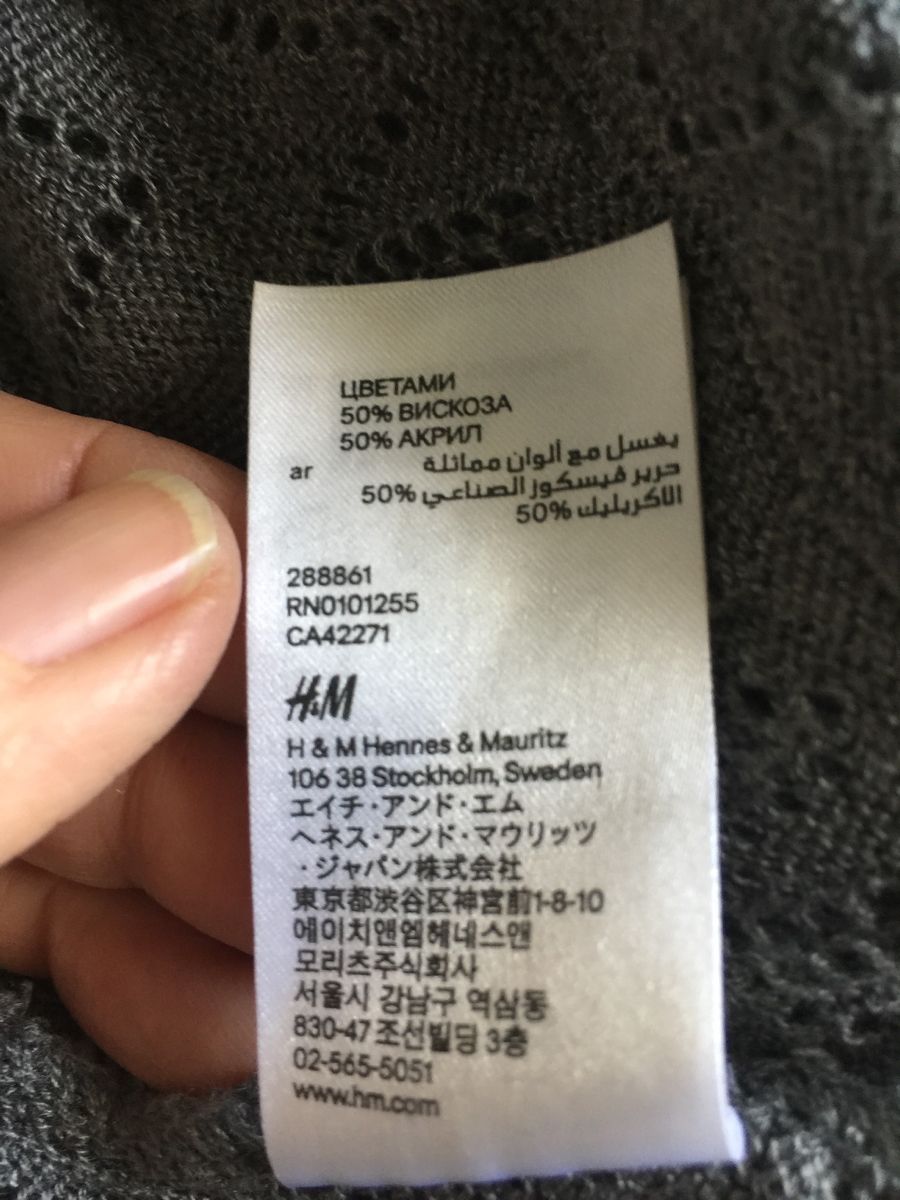 ЦВЕТАМИ
50% ВИСКОЗА
50% АКРИЛ
ar
يغسل مع ألوان مماثلة
50% حرير فيسكوز الصناعي
50% الاكريليك
288861
RN0101255
CA42271
H&M
H & M Hennes & Mauritz
106 38 Stockholm, Sweden
エイチ・アンド・エム
ヘネス・アンド・マウリッツ
・ジャパン株式会社
東京都渋谷区神宮前1-8-10
에이치앤엠헤네스앤
모리츠주식회사
서울시 강남구 역삼동
830-47 조선빌딩 3층
02-565-5051
www.hm.com